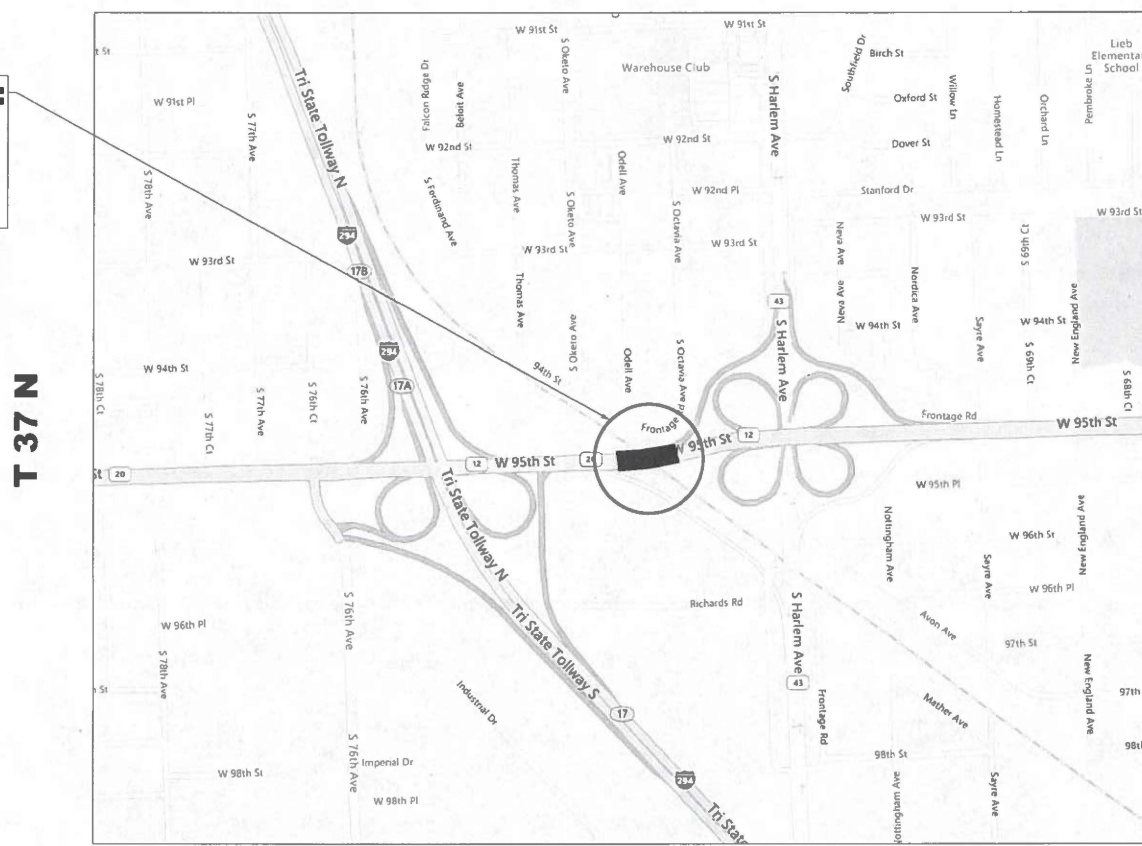 W 91st St
W 91st St
t St
S Oketo Ave
Southfield Dr
Birch St
Lieb
Elementar
School
Warehouse Club
Tri State Tollway N
Falcon Ridge Dr
Belort Ave
S Harlem Ave
Willow Ln
Pembroke Ln
W 91st Pl
Oxford St
Homestead Ln
Orchard Ln
S 77th Ave
W 92nd St
W 92nd St
Dover St
S 78th Ave
S Ferdinand Ave
Thomas Ave
Odell Ave
W 92nd Pl
Stanford Dr
S Oketo Ave
S Octavia Ave
W 93rd St
W 93rd St
294
W 93rd St
W 93rd St
Neva Ave
S 69th Ct
W 93rd St
17B
Thomas Ave
Neva Ave
Nordica Ave
New England Ave
43
S Oketo Ave
S Harlem Ave
W 94th St
Sayre Ave
W 94th St
294
Odell Ave
S Octavia Ave
S 69th Ct
T 37 N
W 94th St
94th St
17A
S 78th Ct
S 77th Ave
S 76th Ct
S 76th Ave
S 68th Ct
S 77th Ct
Frontage
Frontage Rd
W 95th St
12
W 95th St
St
20
12
W 95th St
Tri State Tollway N
W 95th Pl
Nottingham Ave
W 96th St
New England Ave
Sayre Ave
W 96th Pl
S 76th Ave
Richards Rd
S Harlem Ave
Tri State Tollway S
W 96th Pl
Avon Ave
97th St
S 78th Ave
New England Ave
n St
Industrial Dr
43
Frontage Rd
Mather Ave
97th
17
S 76th Ave
98th St
98th
Imperial Dr
W 98th St
294
W 98th Pl
Sayre Ave
Nottingham Ave
Tri State